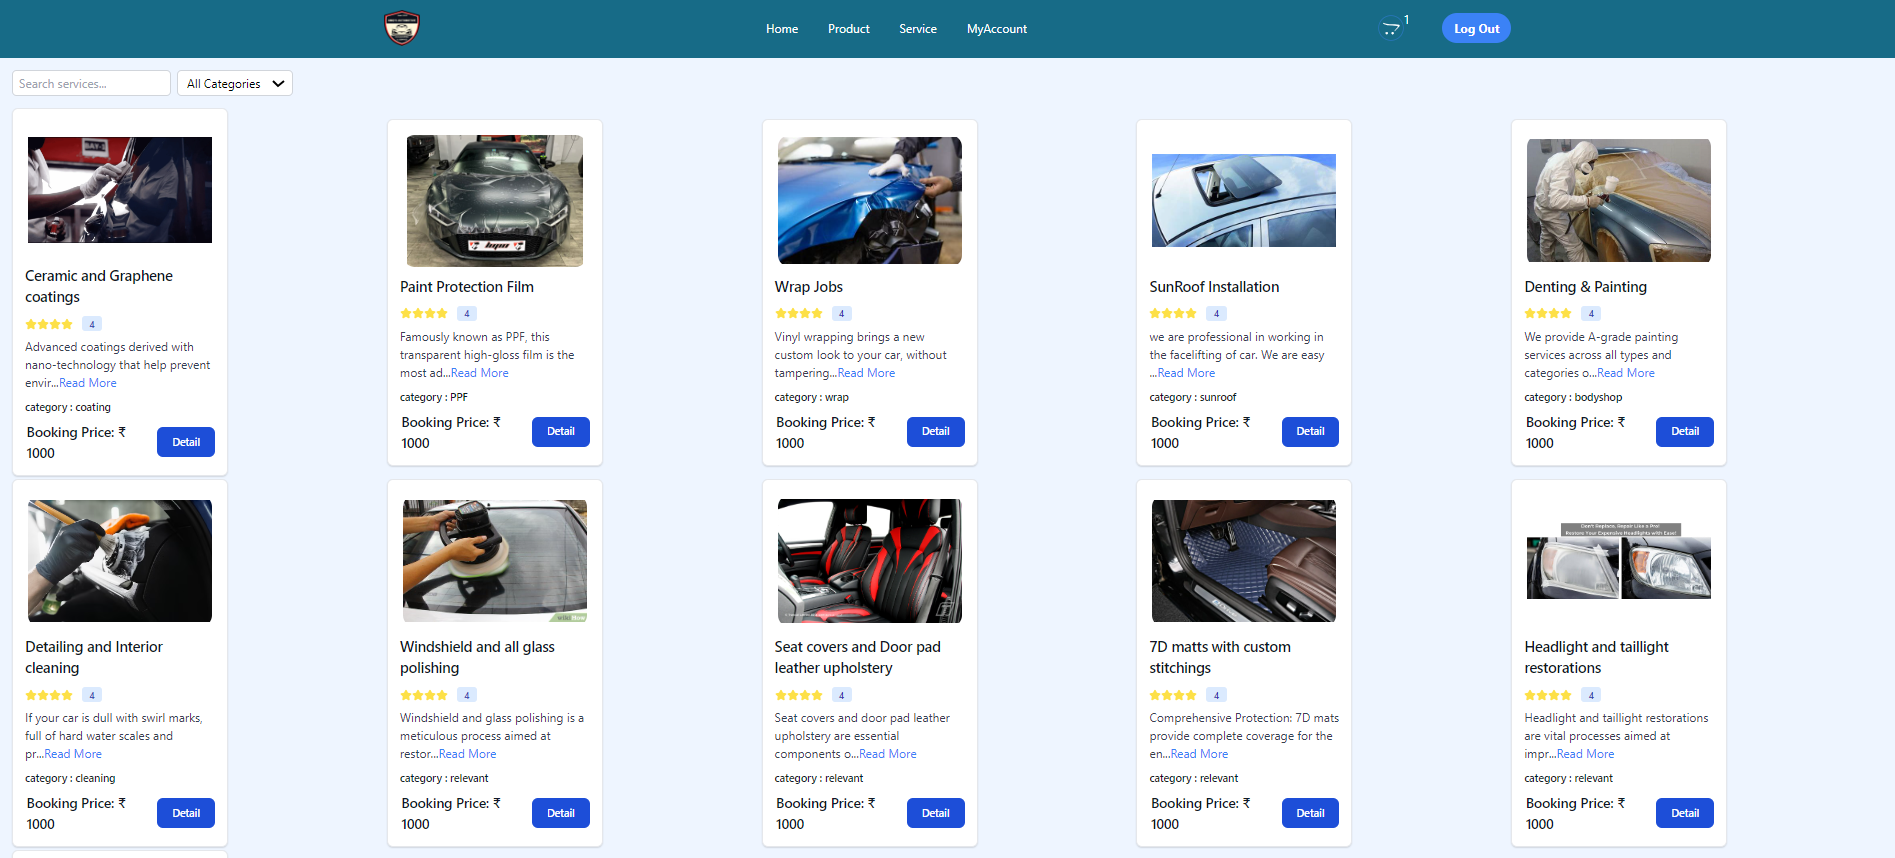 Home Product Service MyAccount 1 Log Out
Search services... All Categories
Ceramic and Graphene
coatings
4
Advanced coatings derived with
nano-technology that help prevent
envir...Read More
category : coating
Booking Price: ₹
1000
Detail
Paint Protection Film
4
Famously known as PPF, this
transparent high-gloss film is the
most ad...Read More
category : PPF
Booking Price: ₹
1000
Detail
Wrap Jobs
4
Vinyl wrapping brings a new
custom look to your car, without
tampering...Read More
category : wrap
Booking Price: ₹
1000
Detail
SunRoof Installation
4
we are professional in working in
the facelifting of car. We are easy
...Read More
category : sunroof
Booking Price: ₹
1000
Detail
Denting & Painting
4
We provide A-grade painting
services across all types and
categories o...Read More
category : bodyshop
Booking Price: ₹
1000
Detail
Detailing and Interior
cleaning
4
If your car is dull with swirl marks,
full of hard water scales and
pr...Read More
category : cleaning
Booking Price: ₹
1000
Detail
wikiHow
Windshield and all glass
polishing
4
Windshield and glass polishing is a
meticulous process aimed at
restor...Read More
category : relevant
Booking Price: ₹
1000
Detail
Seat covers and Door pad
leather upholstery
4
Seat covers and door pad leather
upholstery are essential
components o...Read More
category : relevant
Booking Price: ₹
1000
Detail
7D matts with custom
stitchings
4
Comprehensive Protection: 7D mats
provide complete coverage for the
en...Read More
category : relevant
Booking Price: ₹
1000
Detail
Don't Replace, Repair Like a Pro!
Restore Your Expensive Headlights with Ease!
Headlight and taillight
restorations
4
Headlight and taillight restorations
are vital processes aimed at
impr...Read More
category : relevant
Booking Price: ₹
1000
Detail